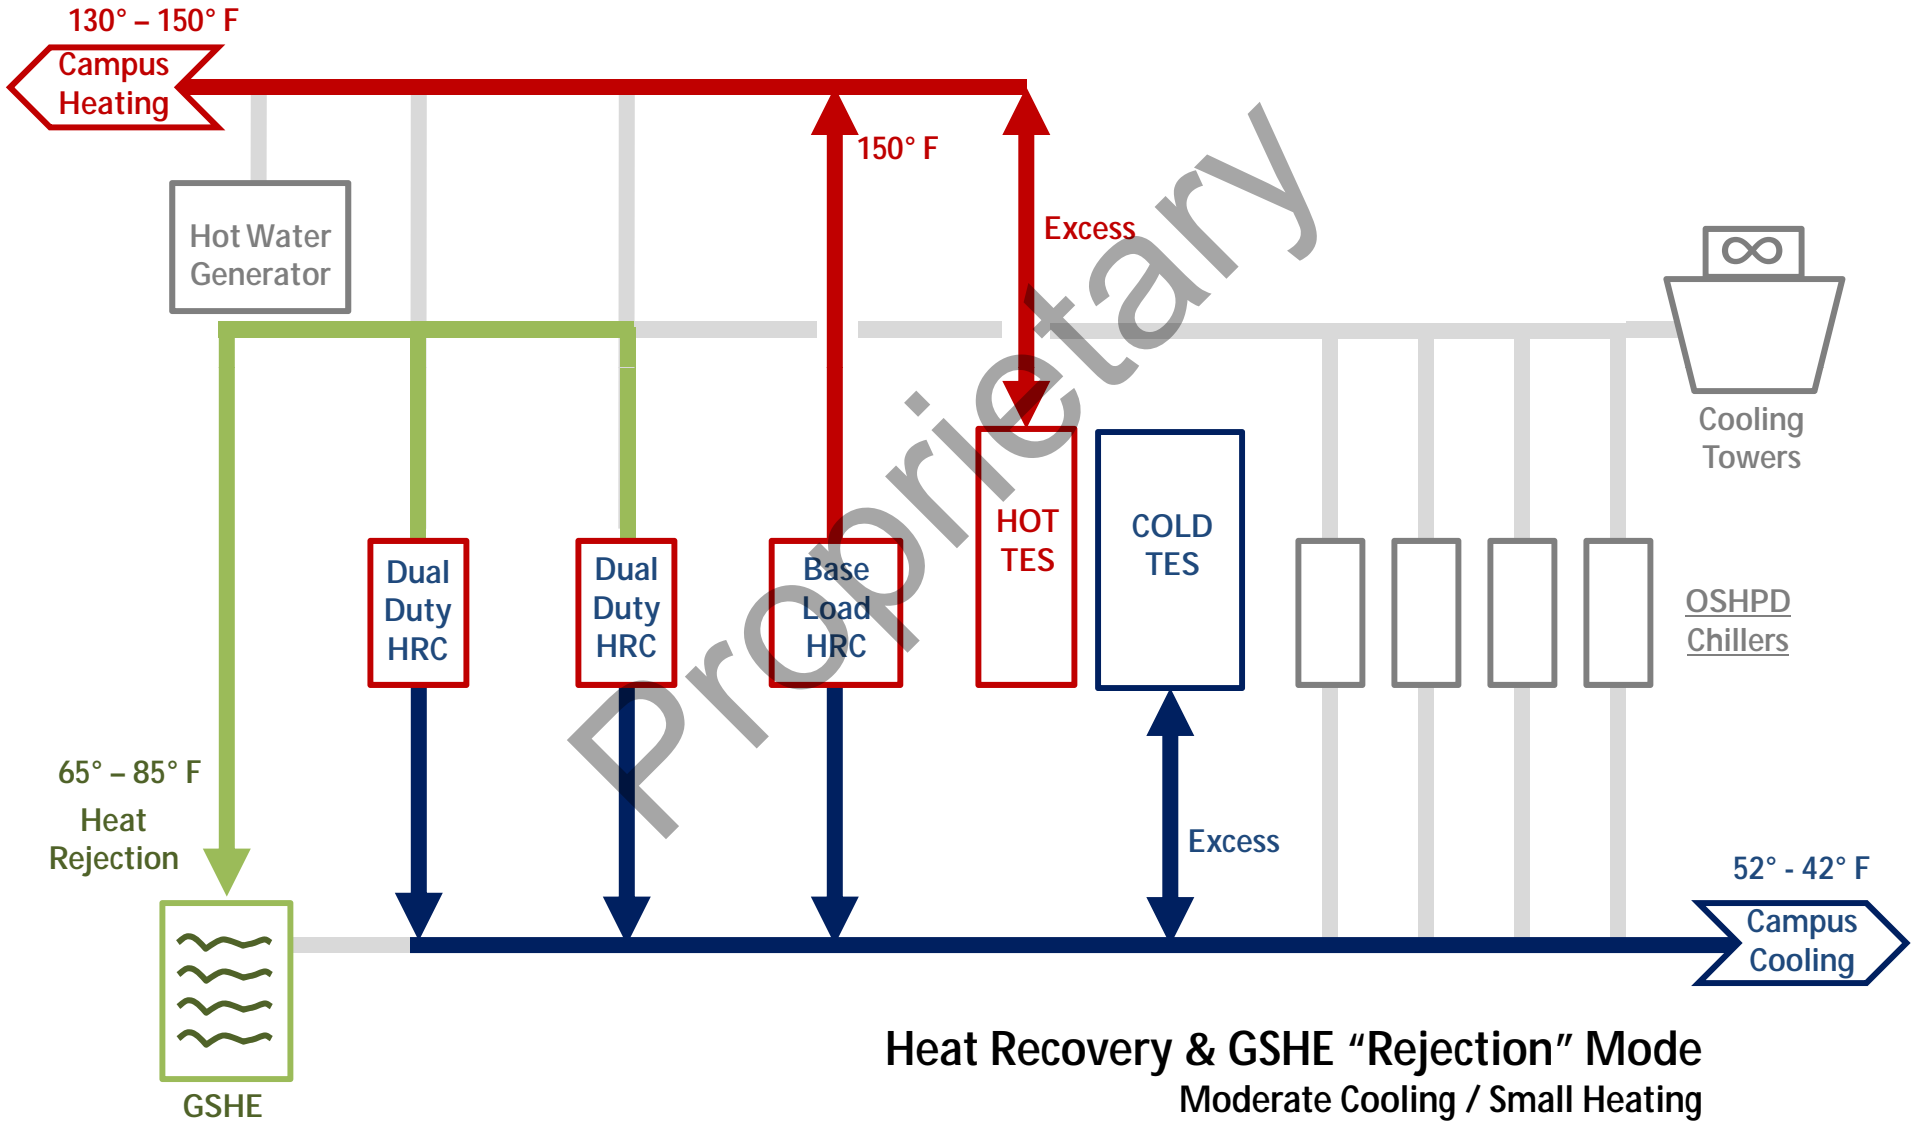 130° – 150° F
Campus
Heating
150° F
Excess
Hot Water
Generator
Cooling
Towers
HOT
TES
COLD
TES
Dual
Duty
HRC
Dual
Duty
HRC
Base
Load
HRC
OSHPD
Chillers
65° – 85° F
Heat
Rejection
Excess
52° - 42° F
Campus
Cooling
GSHE
Heat Recovery & GSHE “Rejection” Mode
Moderate Cooling / Small Heating
Proprietary